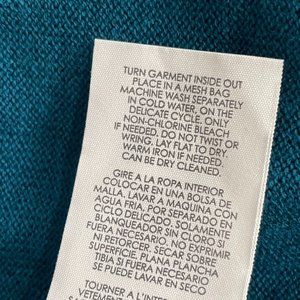 TURN GARMENT INSIDE OUT
PLACE IN A MESH BAG
MACHINE WASH SEPARATELY
IN COLD WATER, ON THE
DELICATE CYCLE. ONLY
NON-CHLORINE BLEACH
IF NEEDED. DO NOT TWIST OR
WRING. LAY FLAT TO DRY.
WARM IRON IF NEEDED.
CAN BE DRY CLEANED.
GIRE A LA ROPA INTERIOR
COLOCAR EN UNA BOLSA DE
MALLA. LAVAR A MAQUINA CON
AGUA FRIA, POR SEPARADO EN
CICLO DELICADO, SOLAMENTE
BLANQUEADOR SIN CLORO SI
FUERA NECESARIO. NO EXPRIMIR
NI RETORCER. SECAR SOBRE
SUPERFICIE. PLANA PLANCHA
TIBIA SI FUERA NECESARIO
SE PUEDE LAVAR EN SECO
TOURNER A L'INTE
VETEMENT